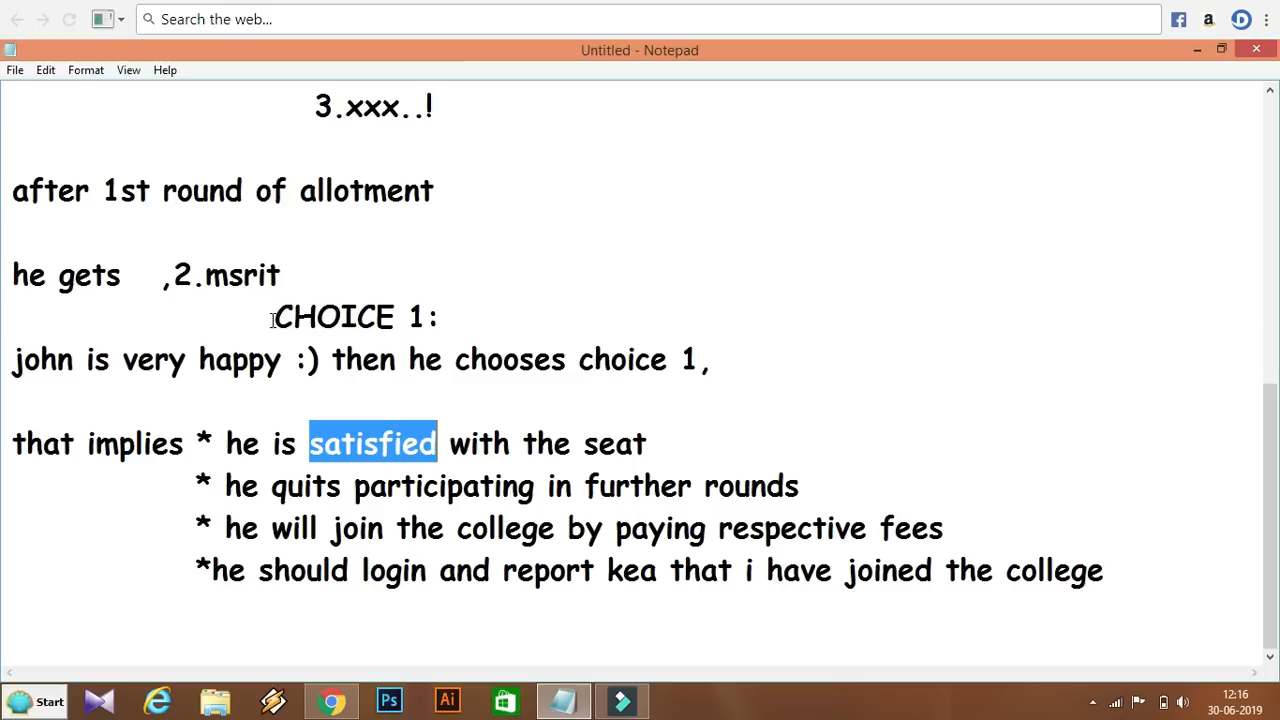 Search the web...
Untitled - Notepad
File Edit Format View Help
3.xxx..!
after 1st round of allotment
he gets ,2.msrit
CHOICE 1:
john is very happy :) then he chooses choice 1,
that implies * he is satisfied with the seat
* he quits participating in further rounds
* he will join the college by paying respective fees
*he should login and report kea that i have joined the college
Start
Ps
Ai
12:16
30-06-2019